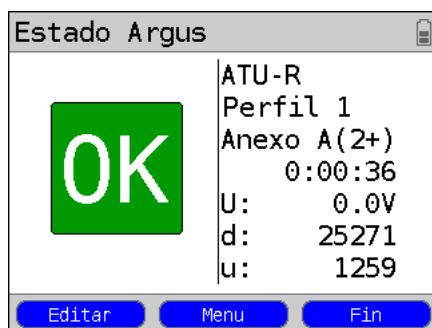 Estado Argus
OK
ATU-R
Perfil 1
Anexo A(2+)
0:00:36
U: 0.0V
d: 25271
u: 1259
Editar Menu Fin